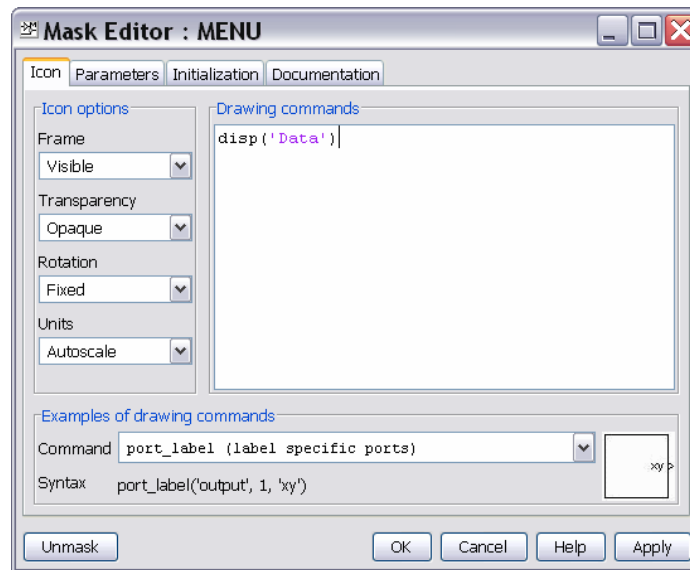 Mask Editor : MENU
Icon Parameters Initialization Documentation
Icon options
Frame
Visible
Transparency
Opaque
Rotation
Fixed
Units
Autoscale
Drawing commands
disp('Data')
Examples of drawing commands
Command port_label (label specific ports)
Syntax port_label('output', 1, 'xy')
xy
Unmask OK Cancel Help Apply